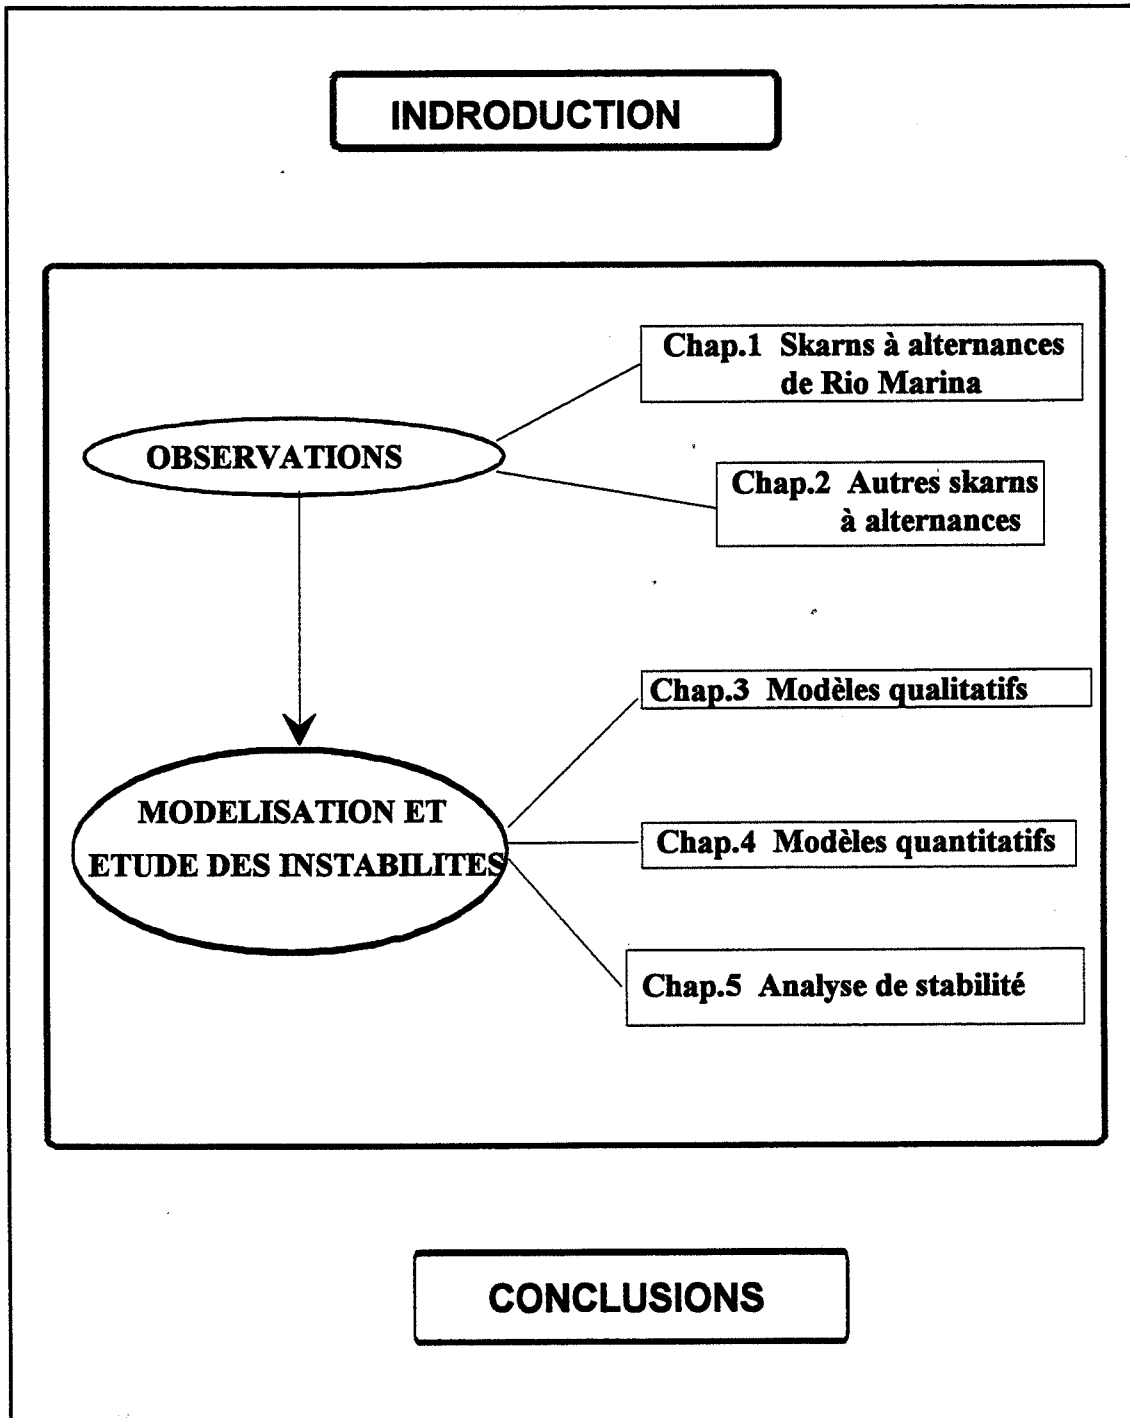 INDRODUCTION
Chap.1 Skarns à alternances
de Rio Marina
OBSERVATIONS
Chap.2 Autres skarns
à alternances
Chap.3 Modèles qualitatifs
MODELISATION ET
ETUDE DES INSTABILITES
Chap.4 Modèles quantitatifs
Chap.5 Analyse de stabilité
CONCLUSIONS